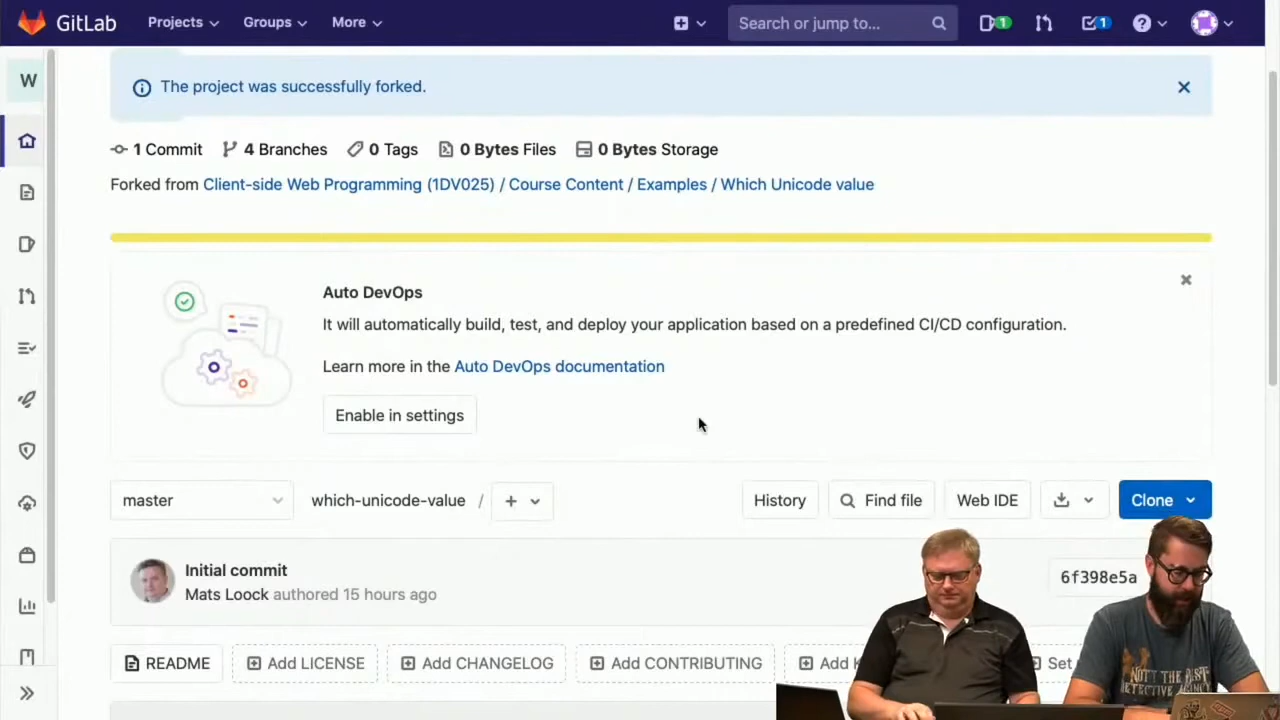 GitLab Projects Groups More Search or jump to... 1 1
W
The project was successfully forked.
1 Commit 4 Branches 0 Tags 0 Bytes Files 0 Bytes Storage
Forked from Client-side Web Programming (1DV025) / Course Content / Examples / Which Unicode value
Auto DevOps
It will automatically build, test, and deploy your application based on a predefined CI/CD configuration.
Learn more in the Auto DevOps documentation
Enable in settings
master which-unicode-value / + History Find file Web IDE Clone
Initial commit
Mats Loock authored 15 hours ago
6f398e5a
README Add LICENSE Add CHANGELOG Add CONTRIBUTING Add Set
NOT THE
DETECTIVE AGENCY